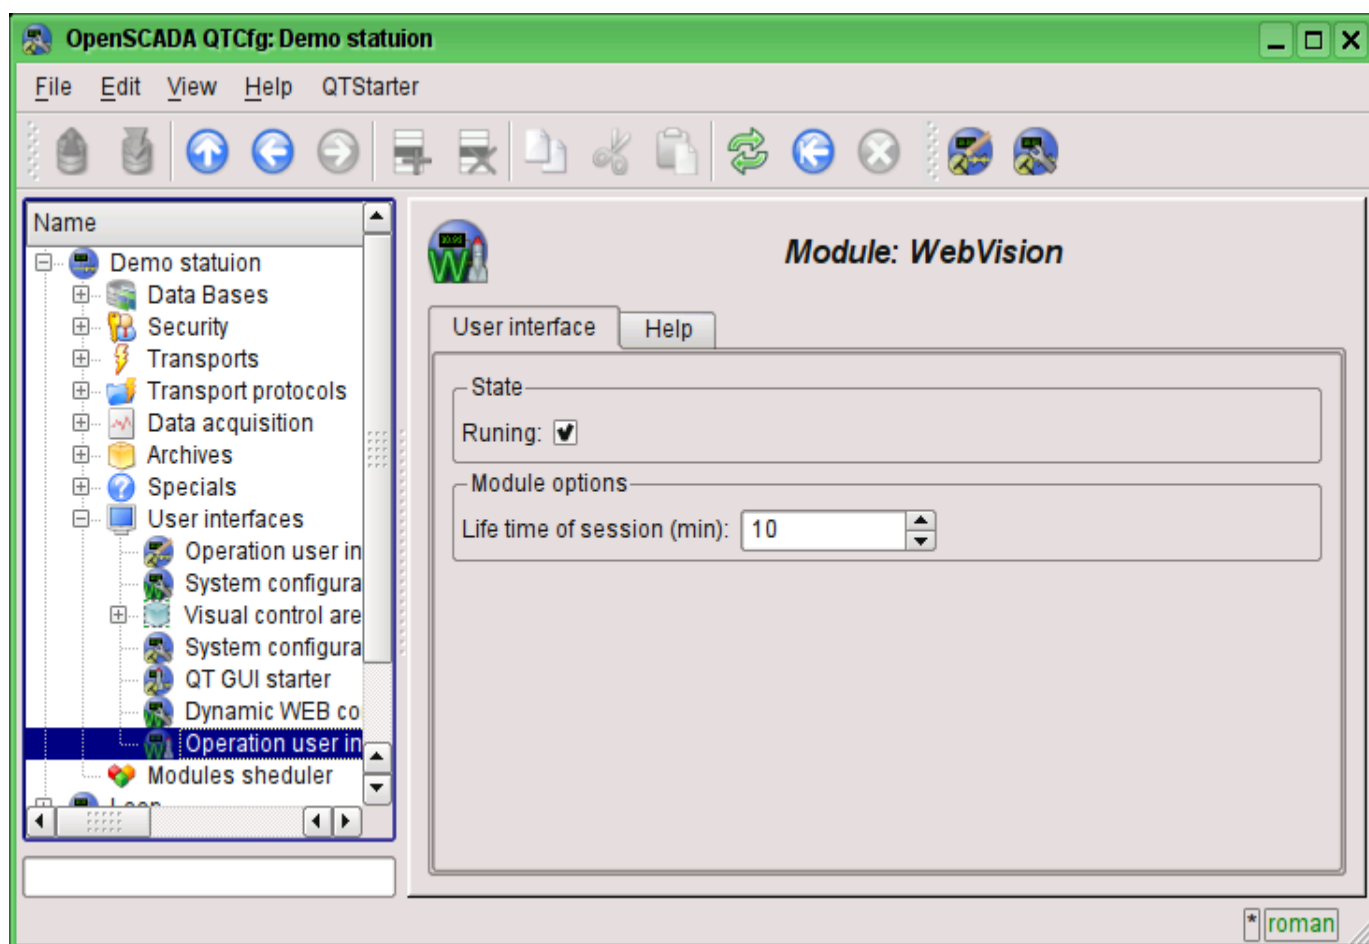 OpenSCADA QTCfg: Demo statuion
File Edit View Help QTStarter
Name
Demo statuion
Data Bases
Security
Transports
Transport protocols
Data acquisition
Archives
Specials
User interfaces
Operation user in
System configura
Visual control are
System configura
QT GUI starter
Dynamic WEB co
Operation user in
Modules sheduler
Module: WebVision
User interface Help
State
Runing:
Module options
Life time of session (min): 10
* roman